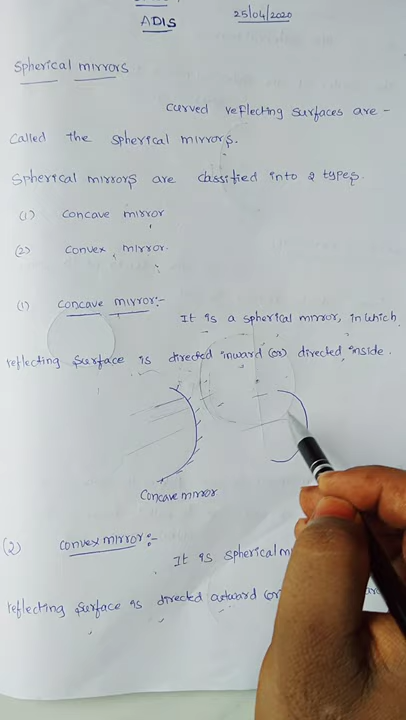 ADIS
25/04/2020
Spherical mirrors
Curved reflecting surfaces are -
called the spherical mirrors.
Spherical mirrors are classified into 2 types.
(1) Concave mirror
(2) Convex mirror.
(1) Concave mirror:-
It is a spherical mirror, in which
reflecting surface is directed inward (or) directed inside.
Concave mirror
(2) Convex mirror:-
It is spherical
reflecting surface is directed outward (or